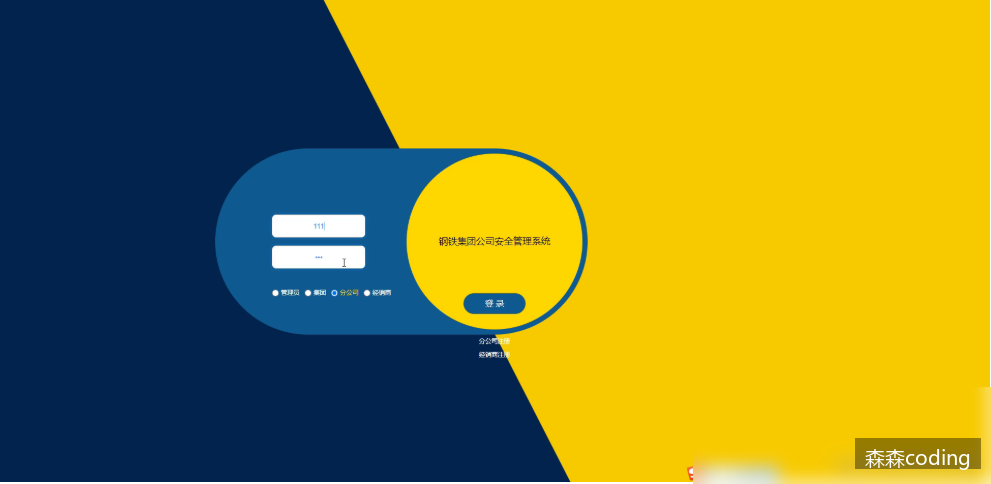 111
***
管理员 集团 分公司 经销商
钢铁集团公司安全管理系统
登 录
分公司注册
经销商注册
森森coding